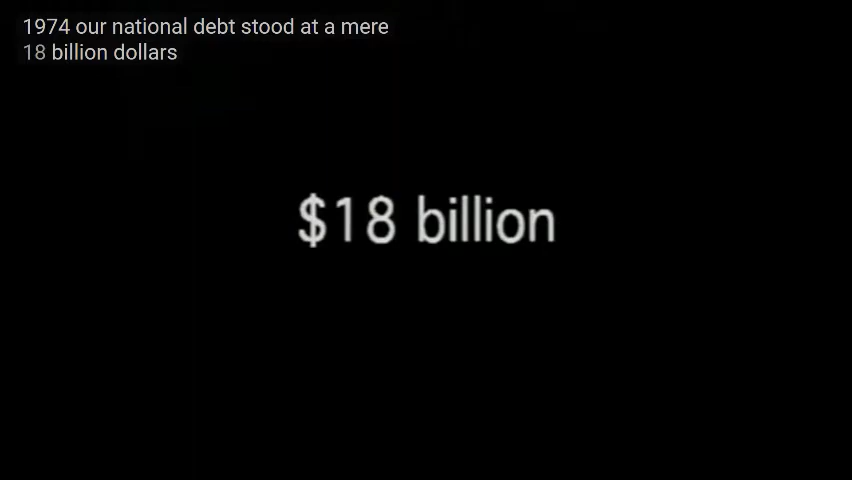 1974 our national debt stood at a mere
18 billion dollars
$18 billion